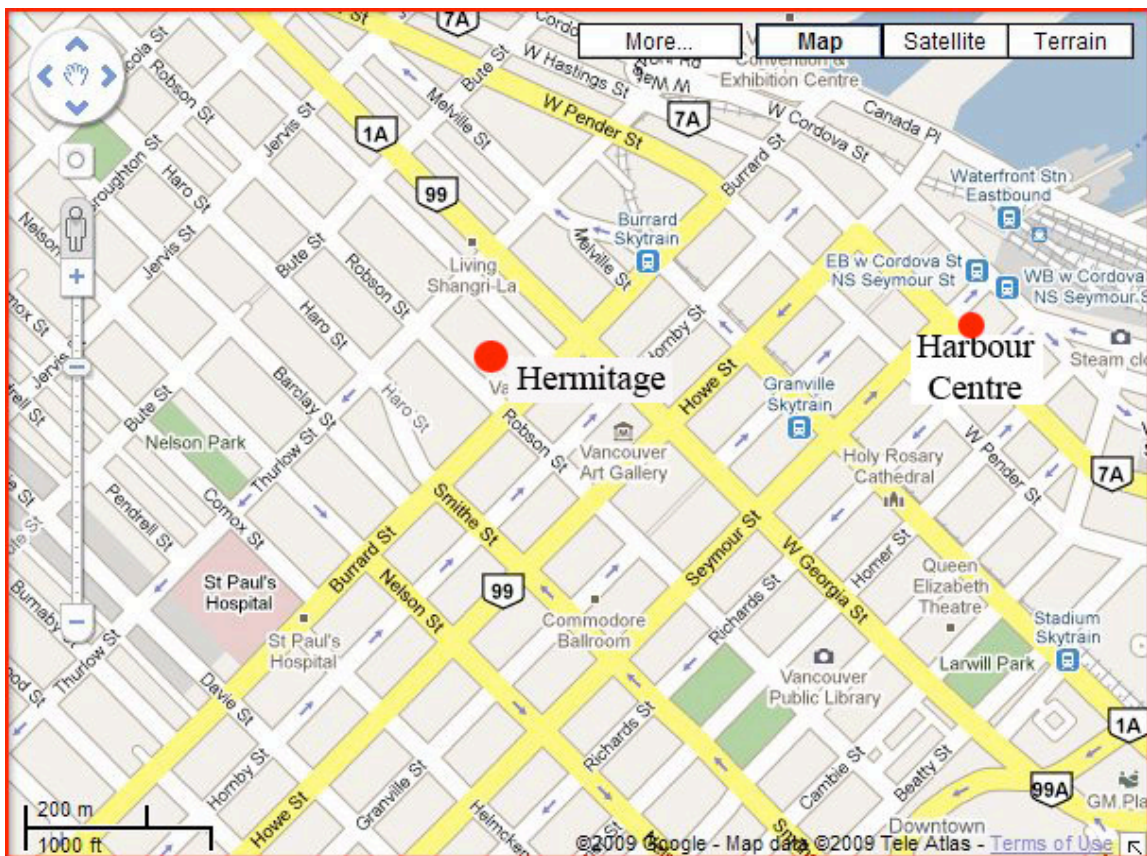 7A
More...
Map
Satellite
Terrain
Convention &
Exhibition Centre
W Hastings St
Bute St
Robson St
Jervis St
Melville St
1A
W Pender St
7A
W Cordova St
Canada Pl
Burrard St
Haro St
99
Waterfront Stn
Eastbound
Jervis St
Bute St
Robson St
Burrard
Skytrain
Melville St
Living
Shangri-La
EB w Cordova St
NS Seymour St
WB w Cordova
NS Seymour S
Haro St
Hermitage
Hornby St
Harbour
Centre
Steam clo
Barclay St
Haro St
Howe St
Granville
Skytrain
Bute St
Nelson Park
Thurlow St
Robson St
Vancouver
Art Gallery
Holy Rosary
Cathedral
W Pender St
7A
Pendrell St
Comox St
Smithe St
Seymour St
W Georgia St
Homer St
Burrard St
Nelson St
St Paul's
Hospital
99
Queen
Elizabeth
Theatre
St Paul's
Hospital
Commodore
Ballroom
Richards St
Stadium
Skytrain
Burnaby St
Thurlow St
Vancouver
Public Library
Larwill Park
Davie St
Richards St
1A
Hornby St
Granville St
Howe St
Cambie St
Beatty St
99A
GM Pla
Downtown
200 m
1000 ft
©2009 Google - Map data ©2009 Tele Atlas - Terms of Use